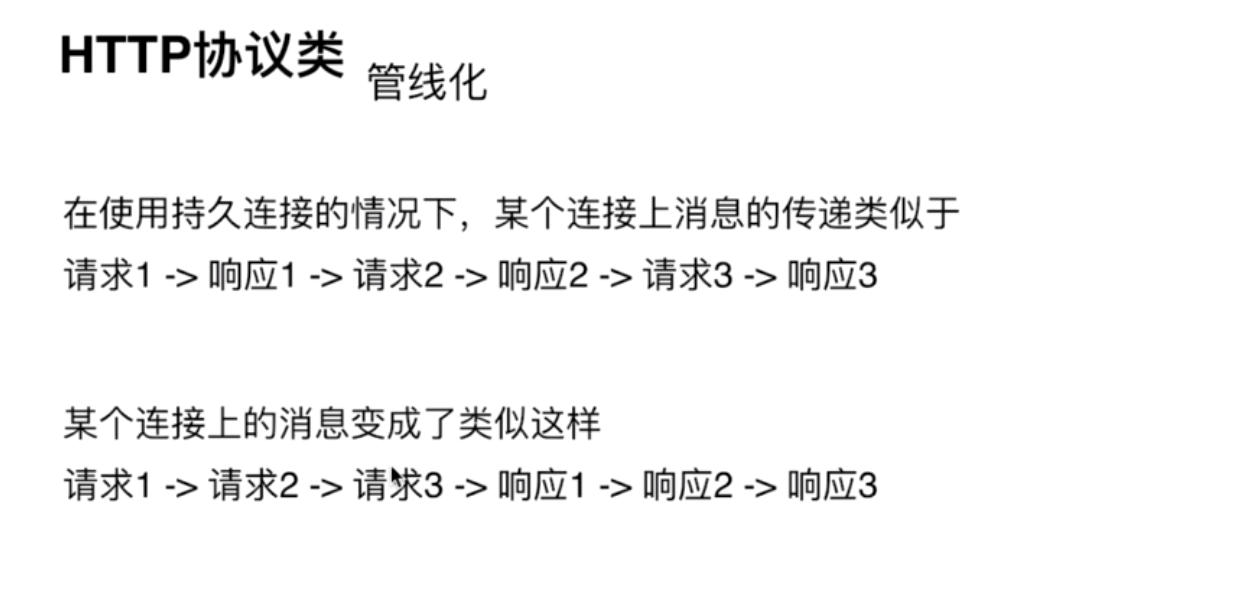 HTTP协议类 管线化
在使用持久连接的情况下，某个连接上消息的传递类似于
请求1 -> 响应1 -> 请求2 -> 响应2 -> 请求3 -> 响应3
某个连接上的消息变成了类似这样
请求1 -> 请求2 -> 请求3 -> 响应1 -> 响应2 -> 响应3